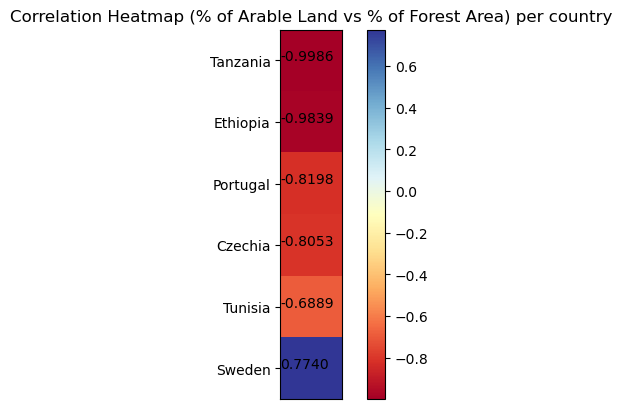 Correlation Heatmap (% of Arable Land vs % of Forest Area) per country
Tanzania
-0.9986
Ethiopia
-0.9839
Portugal
-0.8198
Czechia
-0.8053
Tunisia
-0.6889
Sweden
0.7740
0.6
0.4
0.2
0.0
−0.2
−0.4
−0.6
−0.8